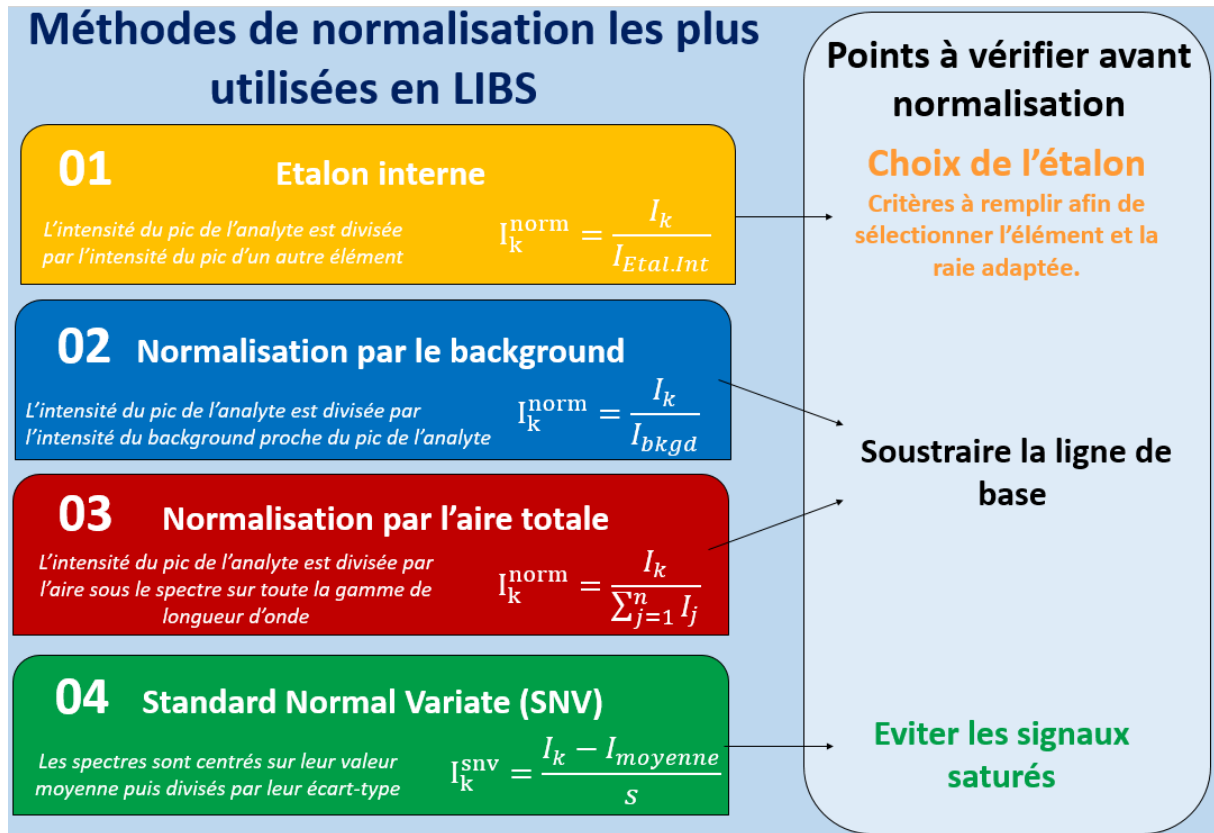 Méthodes de normalisation les plus
utilisées en LIBS
01 Etalon interne
L'intensité du pic de l'analyte est divisée
par l'intensité du pic d'un autre élément
I_k^norm = I_k / I_Etal.Int
02 Normalisation par le background
L'intensité du pic de l'analyte est divisée par
l'intensité du background proche du pic de l'analyte
I_k^norm = I_k / I_bkgd
03 Normalisation par l'aire totale
L'intensité du pic de l'analyte est divisée par
l'aire sous le spectre sur toute la gamme de
longueur d'onde
I_k^norm = I_k / ∑_{j=1}^n I_j
04 Standard Normal Variate (SNV)
Les spectres sont centrés sur leur valeur
moyenne puis divisés par leur écart-type
I_k^snv = (I_k − I_moyenne) / s
Points à vérifier avant
normalisation
Choix de l'étalon
Critères à remplir afin de
sélectionner l'élément et la
raie adaptée.
Soustraire la ligne de
base
Eviter les signaux
saturés